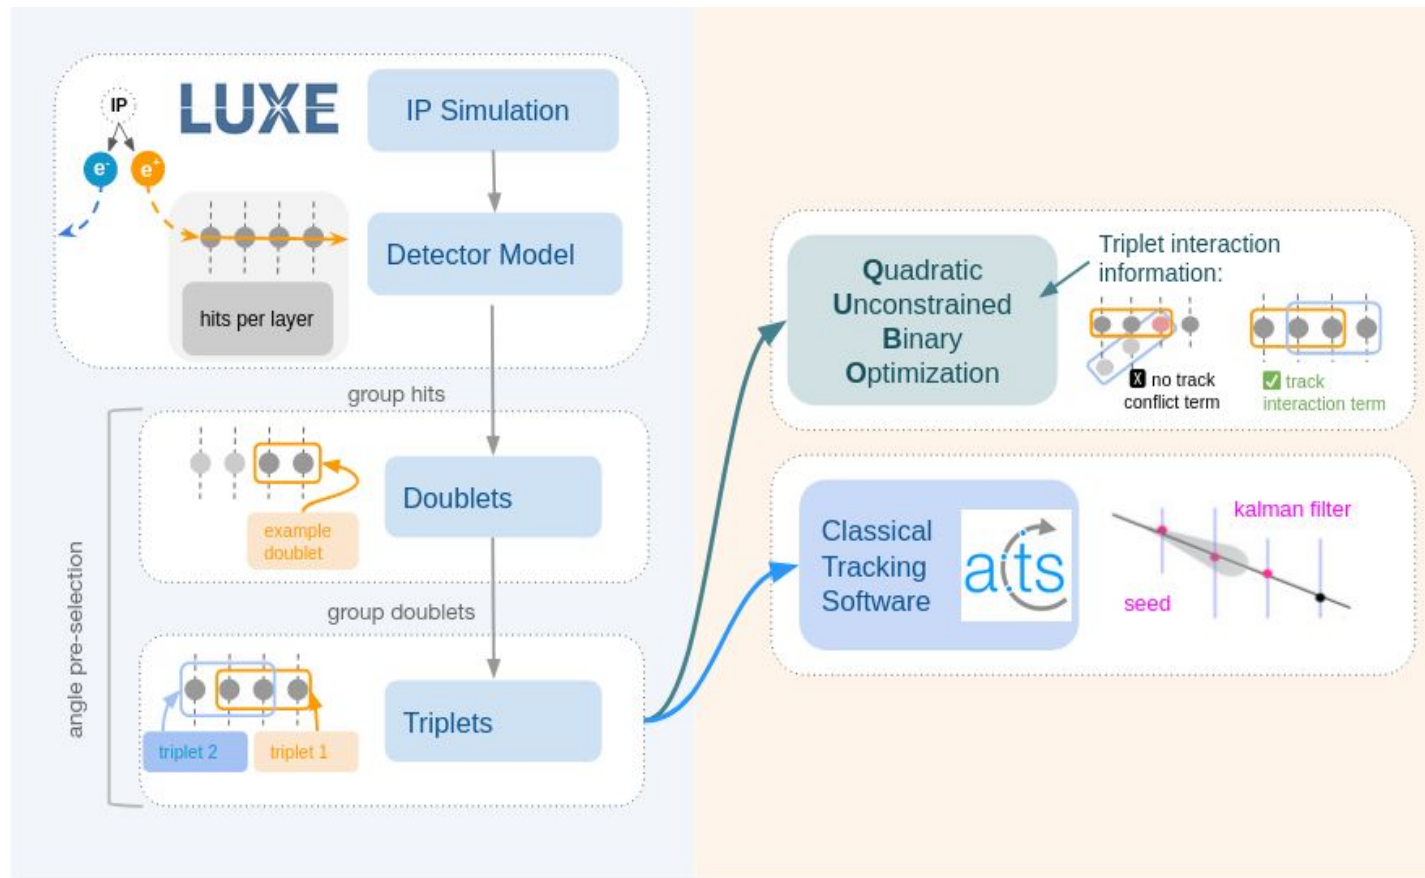 IP
LUXE
IP Simulation
e-
e+
Detector Model
hits per layer
group hits
Doublets
example
doublet
group doublets
angle pre-selection
Triplets
triplet 2
triplet 1
Quadratic
Unconstrained
Binary
Optimization
Triplet interaction
information:
X no track
conflict term
track
interaction term
Classical
Tracking
Software
acts
kalman filter
seed